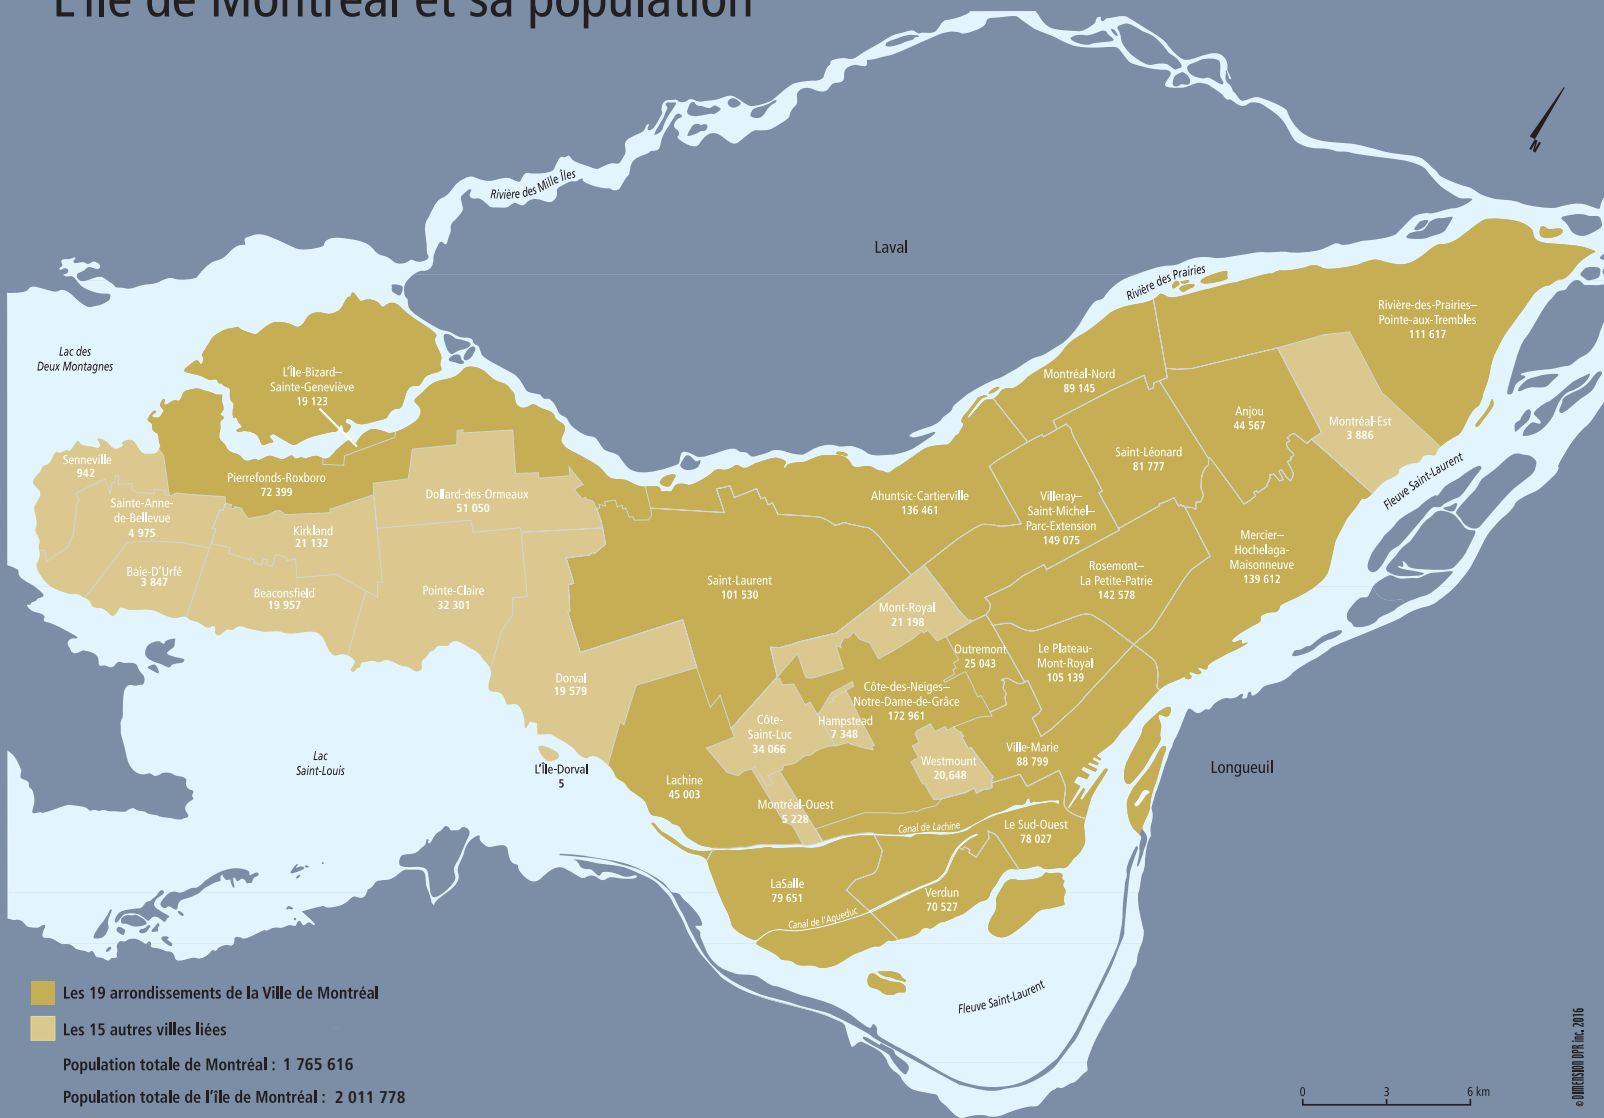 L'île de Montréal et sa population
N
Rivière des Mille Îles
Laval
Rivière des Prairies
Rivière-des-Prairies–
Pointe-aux-Trembles
111 617
Lac des
Deux Montagnes
L'Île-Bizard–
Sainte-Geneviève
19 123
Montréal-Nord
89 145
Anjou
44 567
Montréal-Est
3 886
Senneville
942
Pierrefonds-Roxboro
72 399
Saint-Léonard
81 777
Fleuve Saint-Laurent
Sainte-Anne-
de-Bellevue
4 975
Dollard-des-Ormeaux
51 050
Ahuntsic-Cartierville
136 461
Villeray–
Saint-Michel–
Parc-Extension
149 075
Kirkland
21 132
Mercier–
Hochelaga-
Maisonneuve
139 612
Baie-D'Urfé
3 847
Beaconsfield
19 957
Pointe-Claire
32 301
Saint-Laurent
101 530
Rosemont–
La Petite-Patrie
142 578
Mont-Royal
21 198
Outremont
25 043
Le Plateau-
Mont-Royal
105 139
Dorval
19 579
Côte-des-Neiges–
Notre-Dame-de-Grâce
172 961
Côte-
Saint-Luc
34 066
Hampstead
7 348
Ville-Marie
88 799
Westmount
20,648
Lac
Saint-Louis
L'Île-Dorval
5
Lachine
45 003
Longueuil
Montréal-Ouest
5 228
Canal de Lachine
Le Sud-Ouest
78 027
LaSalle
79 651
Verdun
70 527
Canal de l'Aqueduc
Fleuve Saint-Laurent
Les 19 arrondissements de la Ville de Montréal
Les 15 autres villes liées
Population totale de Montréal : 1 765 616
Population totale de l'île de Montréal : 2 011 778
0 3 6 km
© DIMENSION DPR inc. 2016